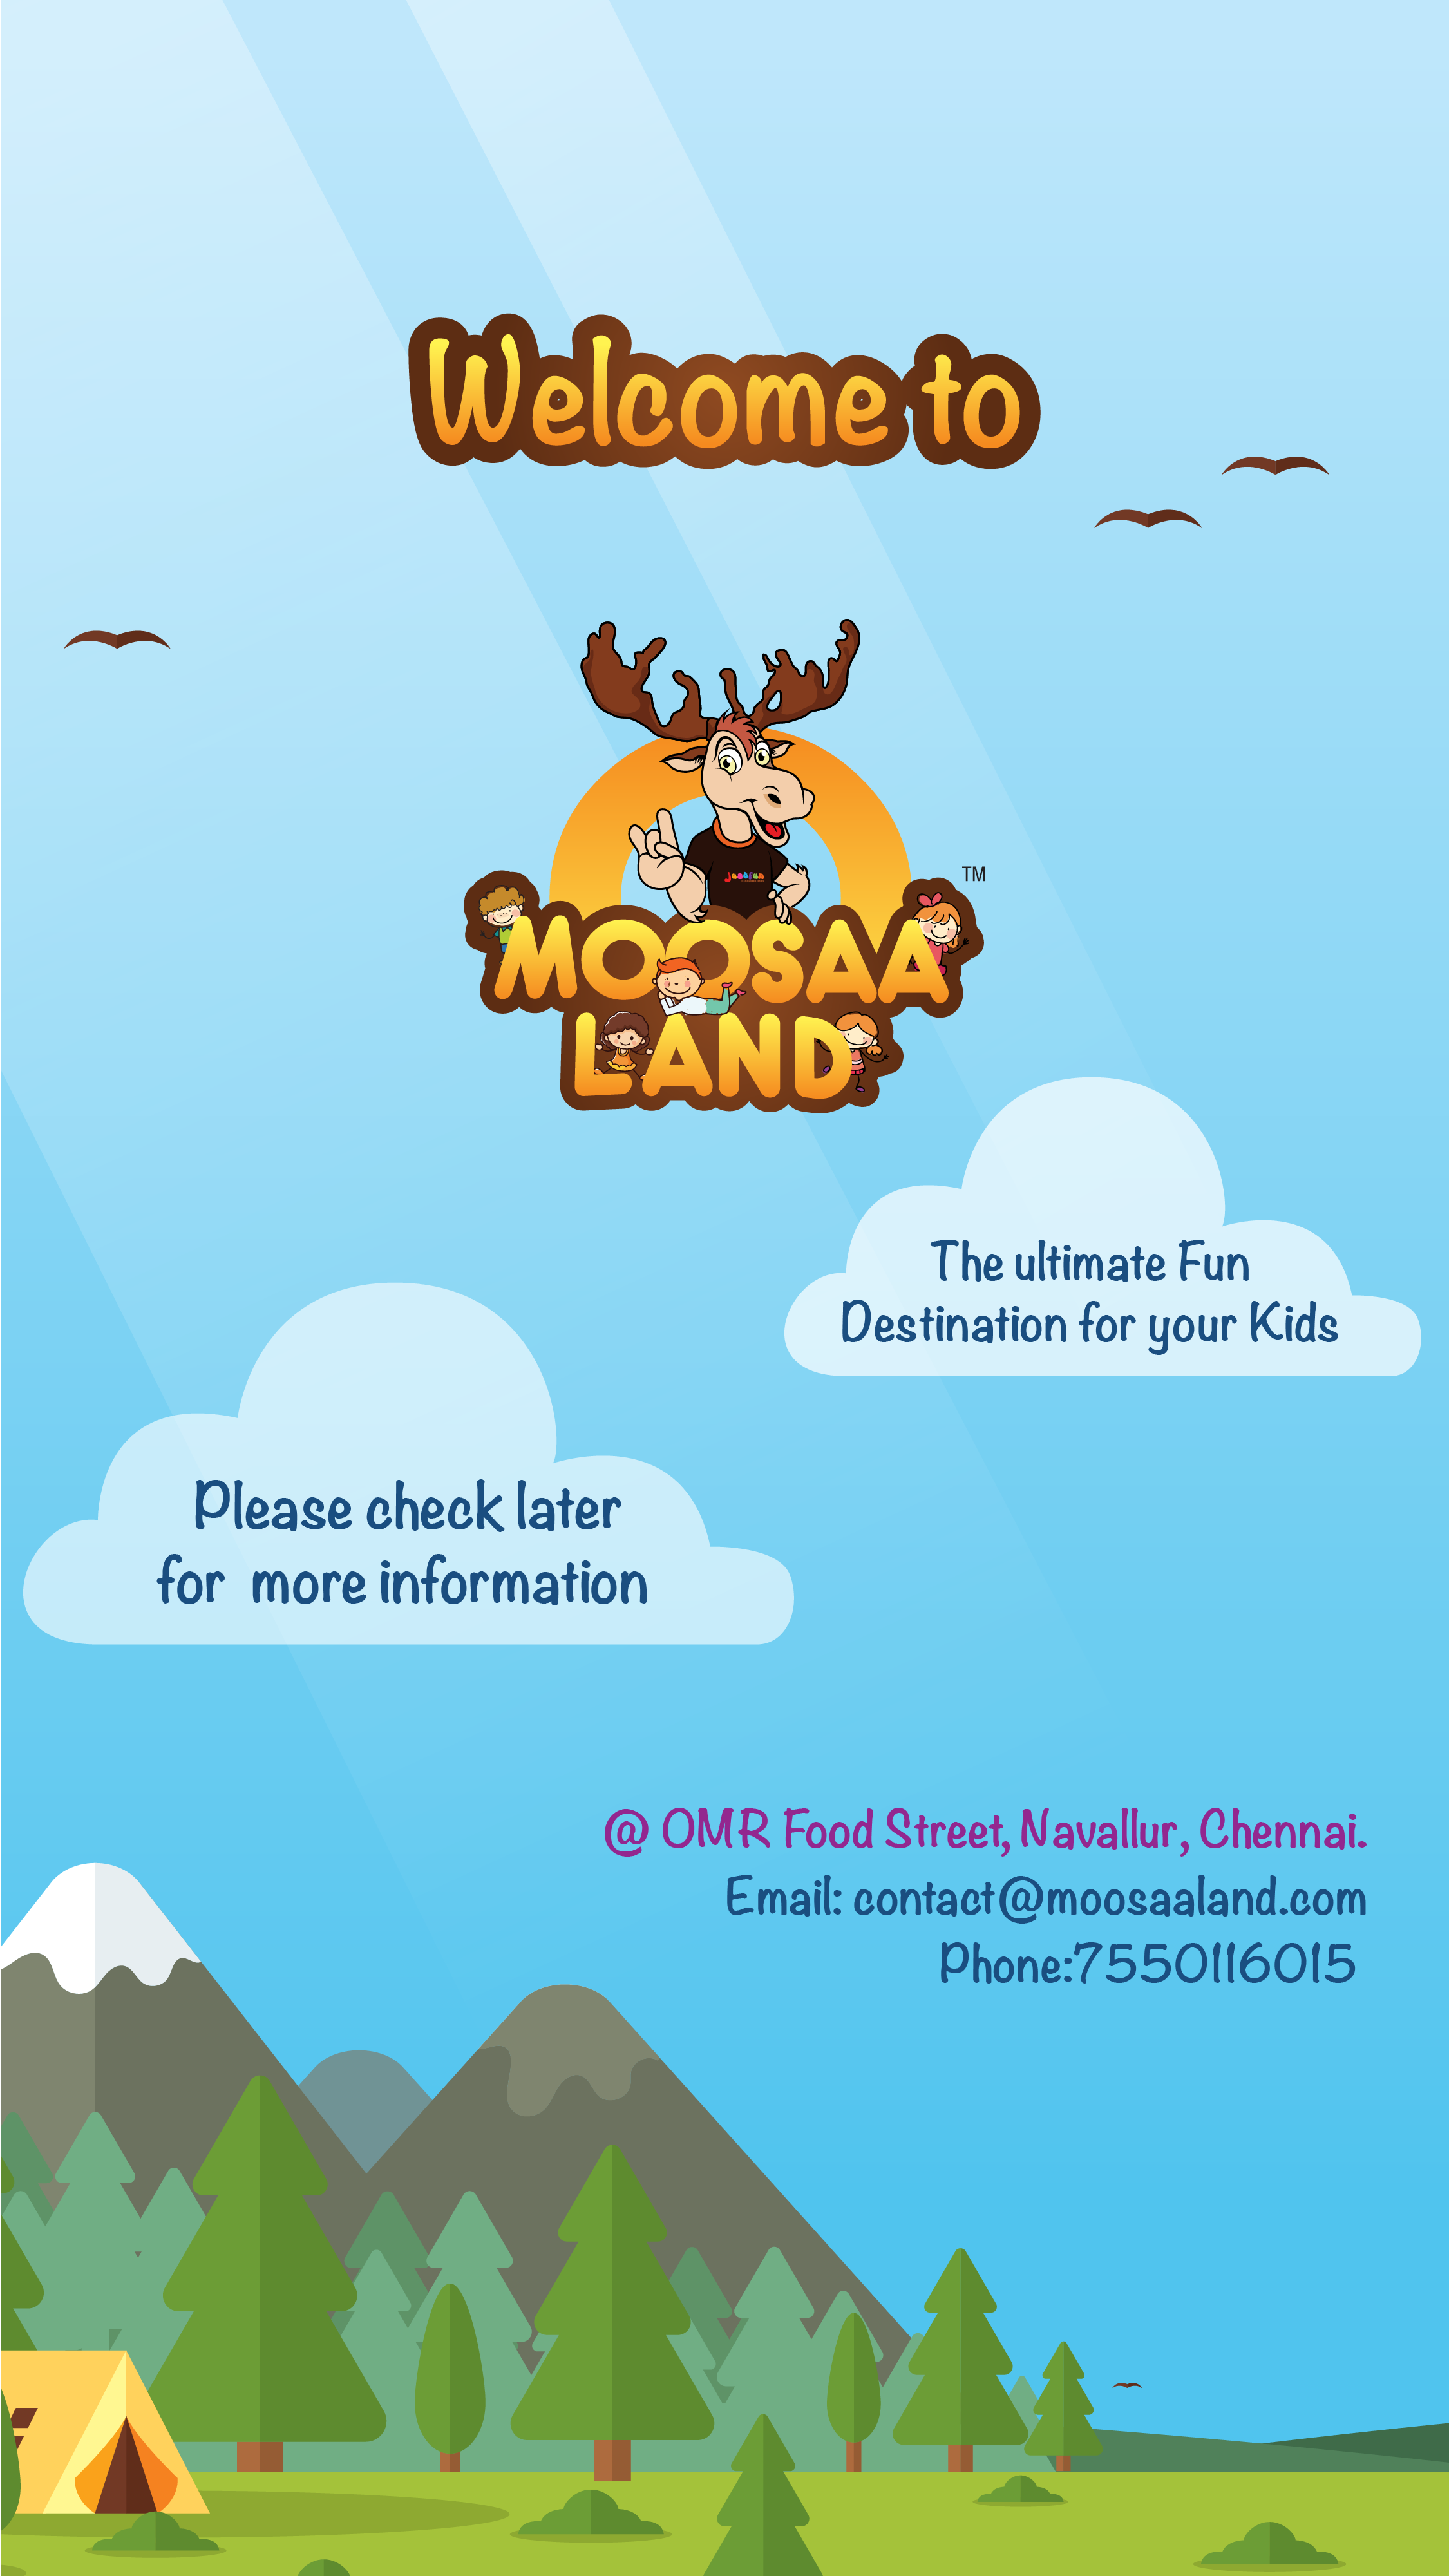 Welcome to
justfun
TM
MOOSAA
LAND
The ultimate Fun
Destination for your Kids
Please check later
for more information
@ OMR Food Street, Navallur, Chennai.
Email: contact@moosaaland.com
Phone:7550116015